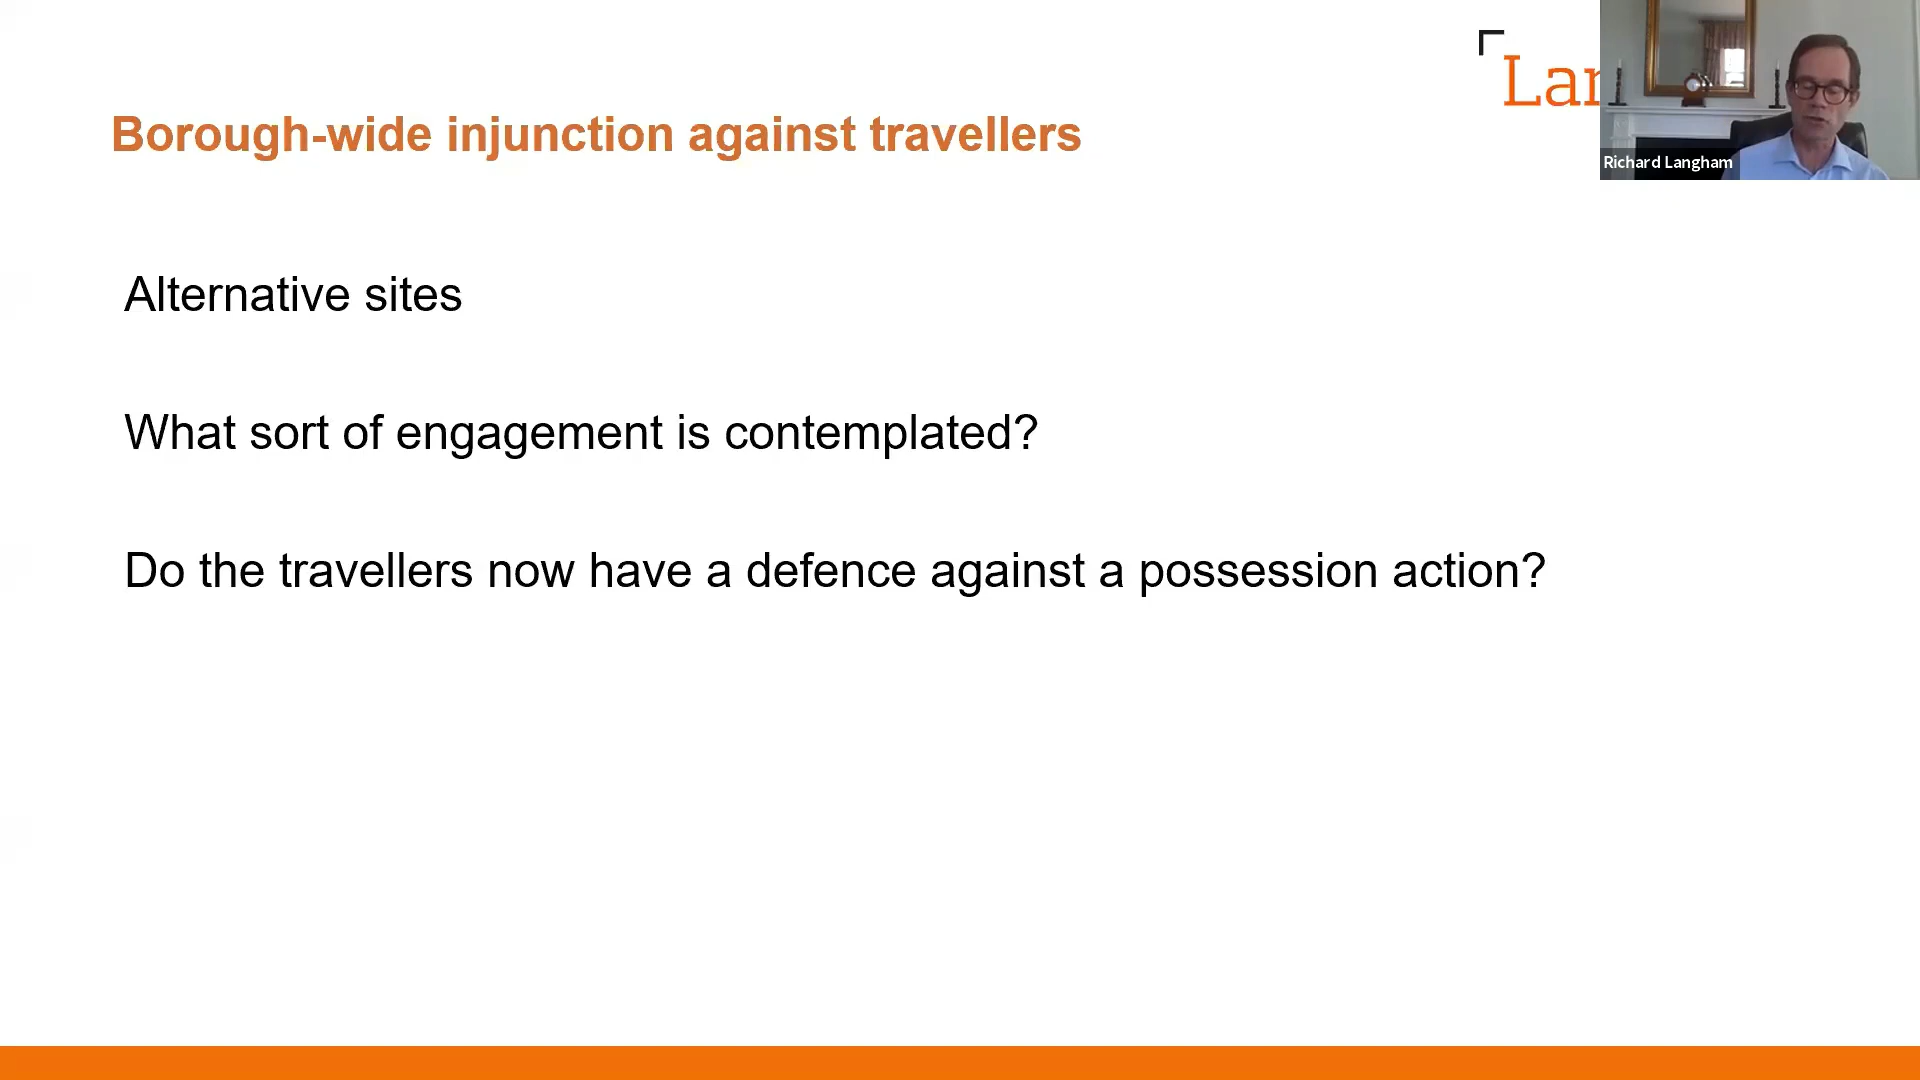 Lan
Richard Langham
Borough-wide injunction against travellers
Alternative sites
What sort of engagement is contemplated?
Do the travellers now have a defence against a possession action?